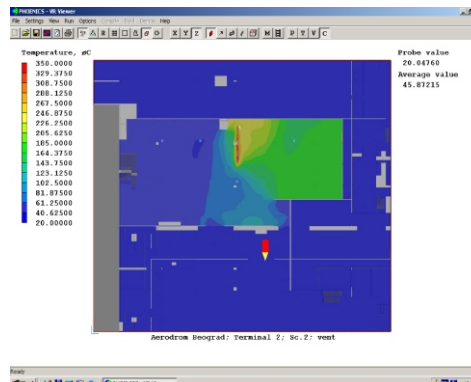 PHOENICS - VR Viewer
File Settings View Run Options Compile Build Demos Help
X Y Z
M
P T V C
Temperature, øC
350.0000
329.3750
308.7500
288.1250
267.5000
246.8750
226.2500
205.6250
185.0000
164.3750
143.7500
123.1250
102.5000
81.87500
61.25000
40.62500
20.00000
Probe value
20.04760
Average value
45.87215
Aerodrom Beograd; Terminal 2; Sc.2; vent
Ready